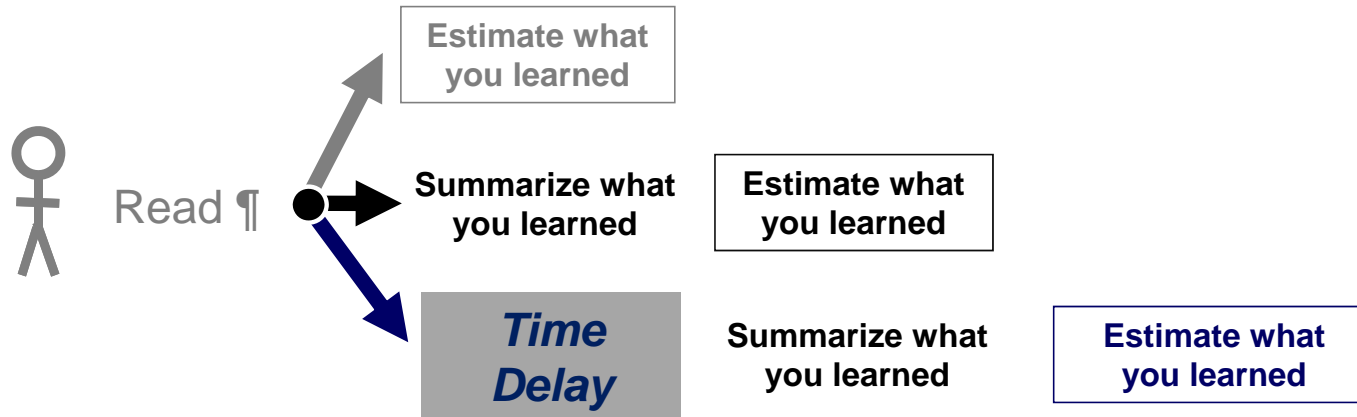 Estimate what
you learned
Read ¶
Summarize what
you learned
Estimate what
you learned
Time
Delay
Summarize what
you learned
Estimate what
you learned